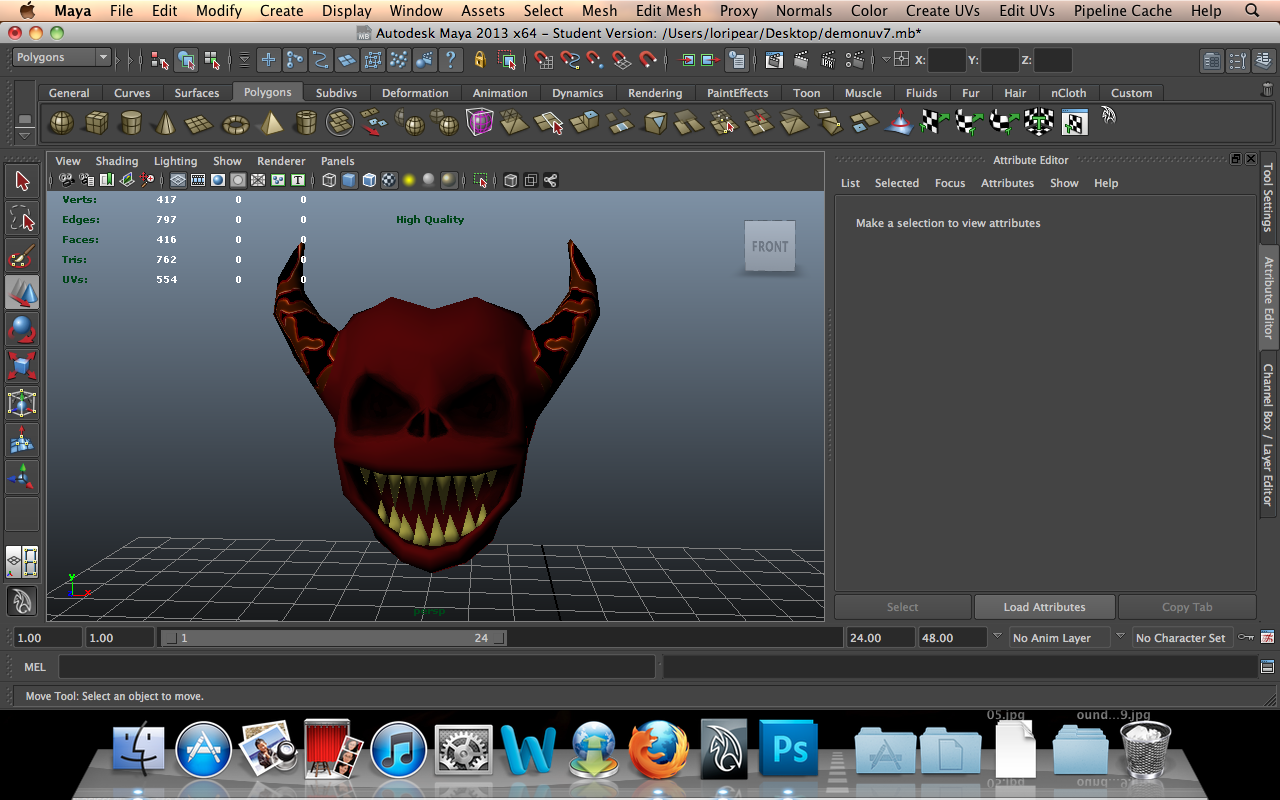 Maya File Edit Modify Create Display Window Assets Select Mesh Edit Mesh Proxy Normals Color Create UVs Edit UVs Pipeline Cache Help
Autodesk Maya 2013 x64 – Student Version: /Users/loripear/Desktop/demonuv7.mb*
Polygons X: Y: Z:
General Curves Surfaces Polygons Subdivs Deformation Animation Dynamics Rendering PaintEffects Toon Muscle Fluids Fur Hair nCloth Custom
View Shading Lighting Show Renderer Panels
Verts: 417 0 0
Edges: 797 0 0
Faces: 416 0 0
Tris: 762 0 0
UVs: 554 0 0
High Quality
FRONT
y
x
persp
Attribute Editor
List Selected Focus Attributes Show Help
Make a selection to view attributes
Select Load Attributes Copy Tab
Tool Settings
Attribute Editor
Channel Box / Layer Editor
1.00 1.00 1 24 24.00 48.00 No Anim Layer No Character Set
MEL
Move Tool: Select an object to move.
05.jpg ound...9.jpg
Ps